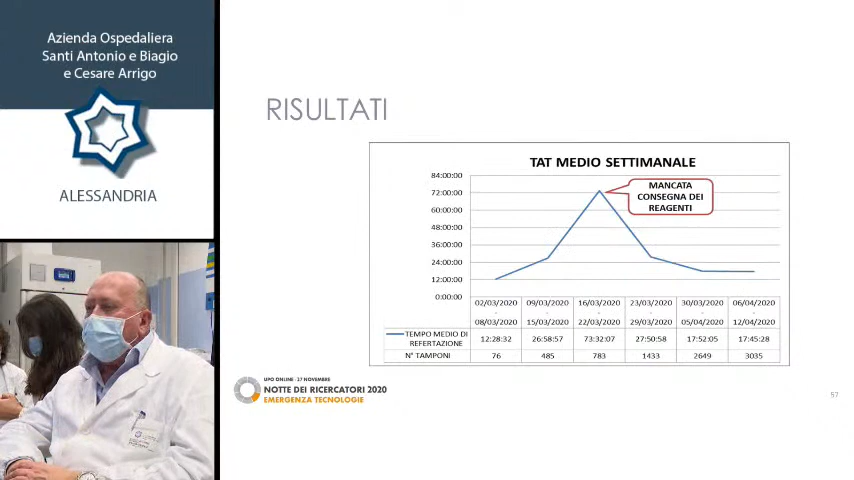 Azienda Ospedaliera
Santi Antonio e Biagio
e Cesare Arrigo
ALESSANDRIA
RISULTATI
TAT MEDIO SETTIMANALE
84:00:00
72:00:00
60:00:00
48:00:00
36:00:00
24:00:00
12:00:00
0:00:00
MANCATA
CONSEGNA DEI
REAGENTI
02/03/2020 09/03/2020 16/03/2020 23/03/2020 30/03/2020 06/04/2020
- - - - - -
08/03/2020 15/03/2020 22/03/2020 29/03/2020 05/04/2020 12/04/2020
TEMPO MEDIO DI
REFERTAZIONE 12:28:32 26:58:57 73:32:07 27:50:58 17:52:05 17:45:28
N° TAMPONI 76 485 783 1433 2649 3035
UPO ONLINE · 27 NOVEMBRE
NOTTE DEI RICERCATORI 2020
EMERGENZA TECNOLOGIE
57